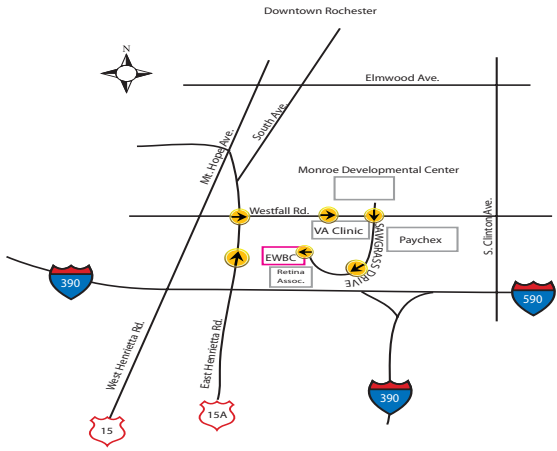 Downtown Rochester
N
Elmwood Ave.
South Ave.
Mt. Hope Ave.
Monroe Developmental Center
Westfall Rd.
S. Clinton Ave.
VA Clinic
SAWGRASS DRIVE
Paychex
EWBC
Retina
Assoc.
390
590
West Henrietta Rd.
East Henrietta Rd.
390
15A
15